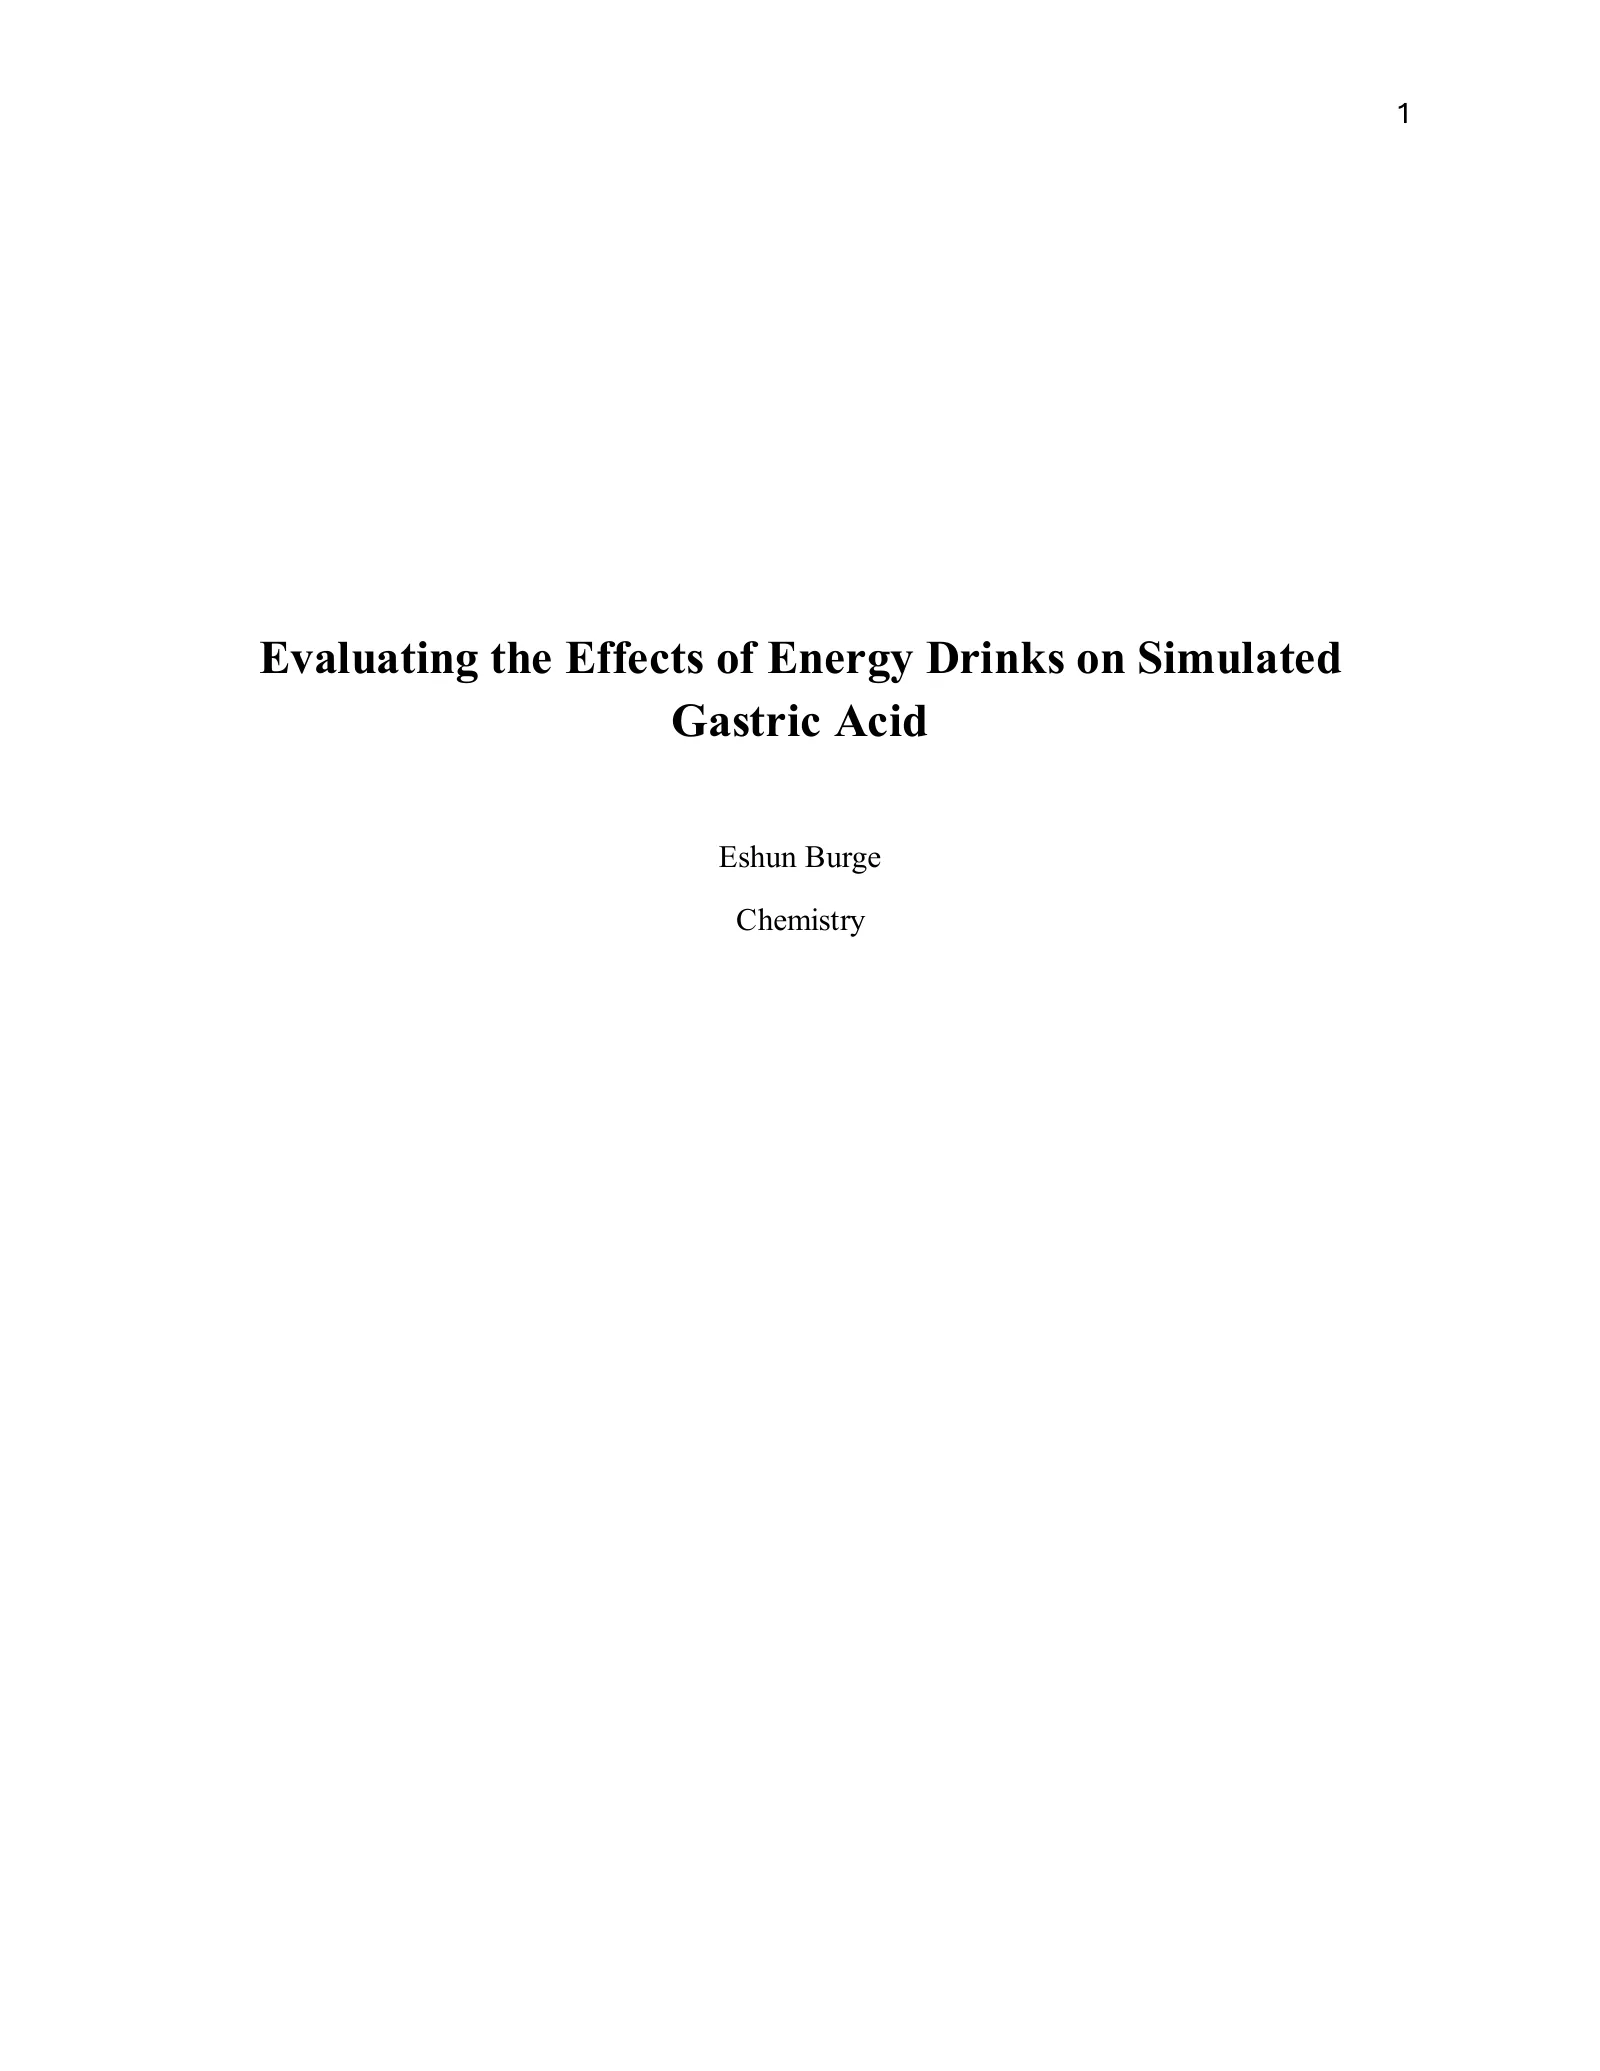 1
Evaluating the Effects of Energy Drinks on Simulated
Gastric Acid
Eshun Burge
Chemistry